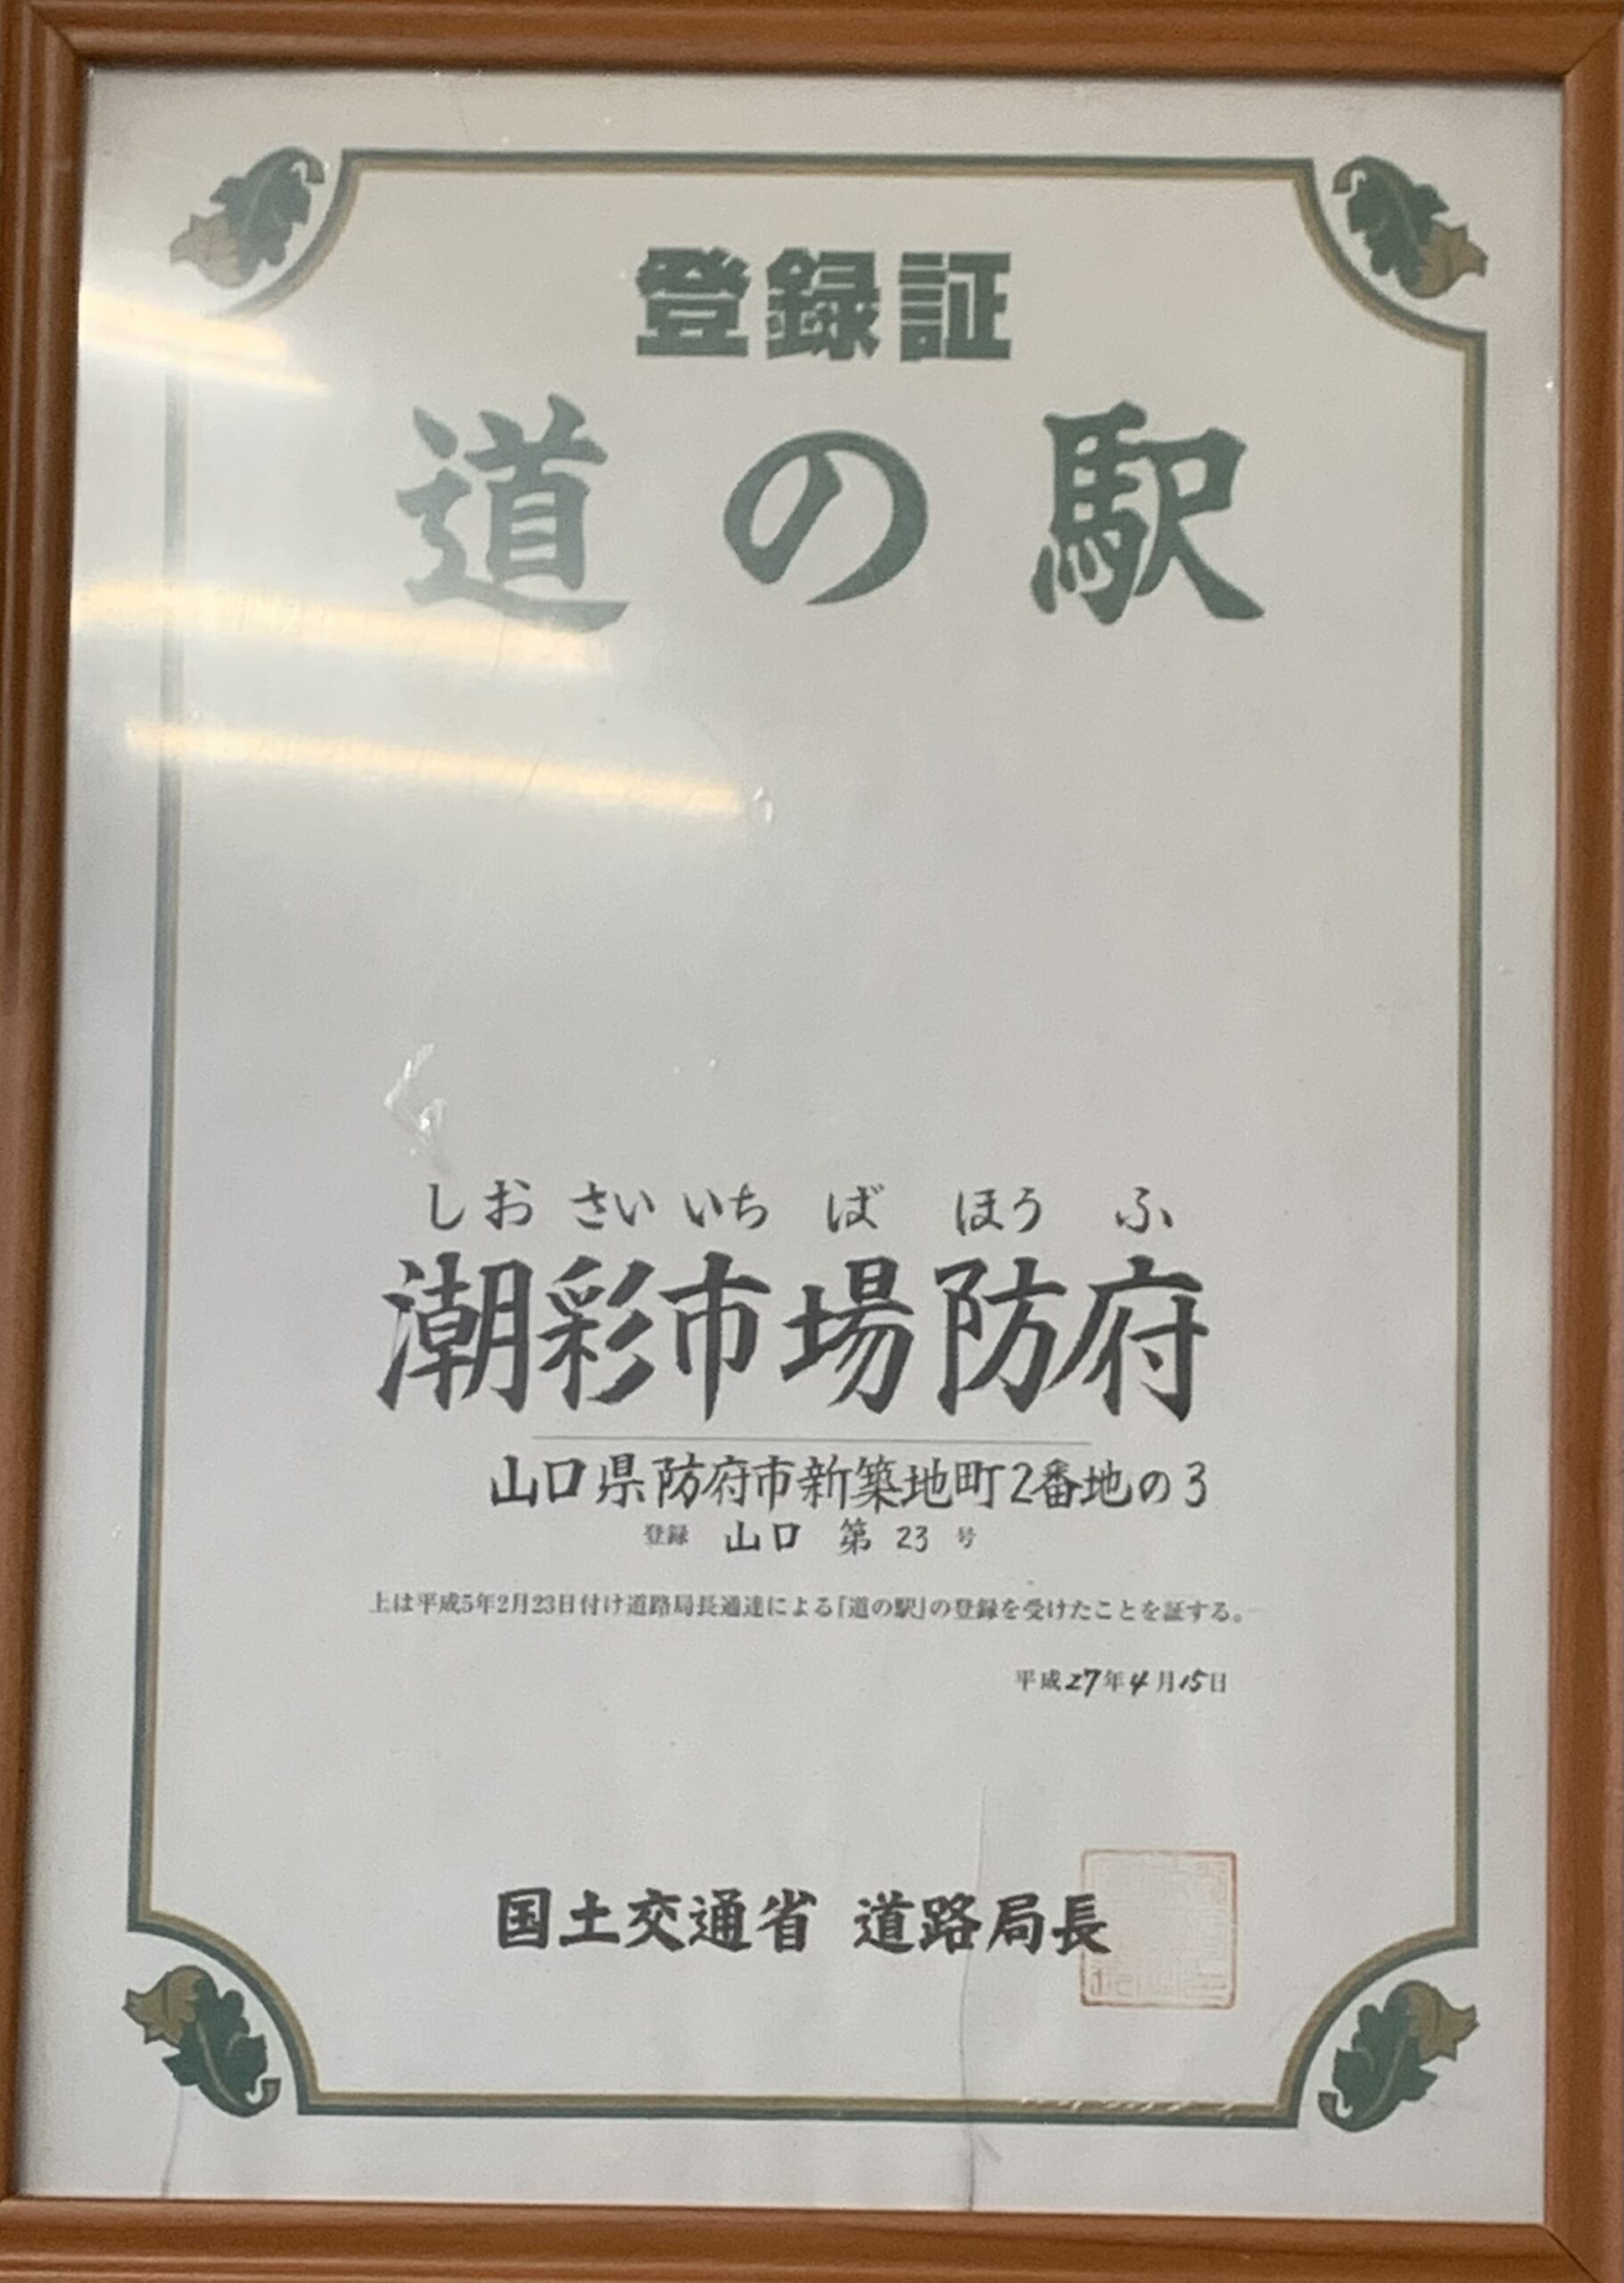 登録証
道の駅
しおさいいちばほうふ
潮彩市場防府
山口県防府市新築地町2番地の3
登録 山口 第 23 号
上は平成5年2月23日付け道路局長通達による「道の駅」の登録を受けたことを証する。
平成27年4月15日
国土交通省 道路局長